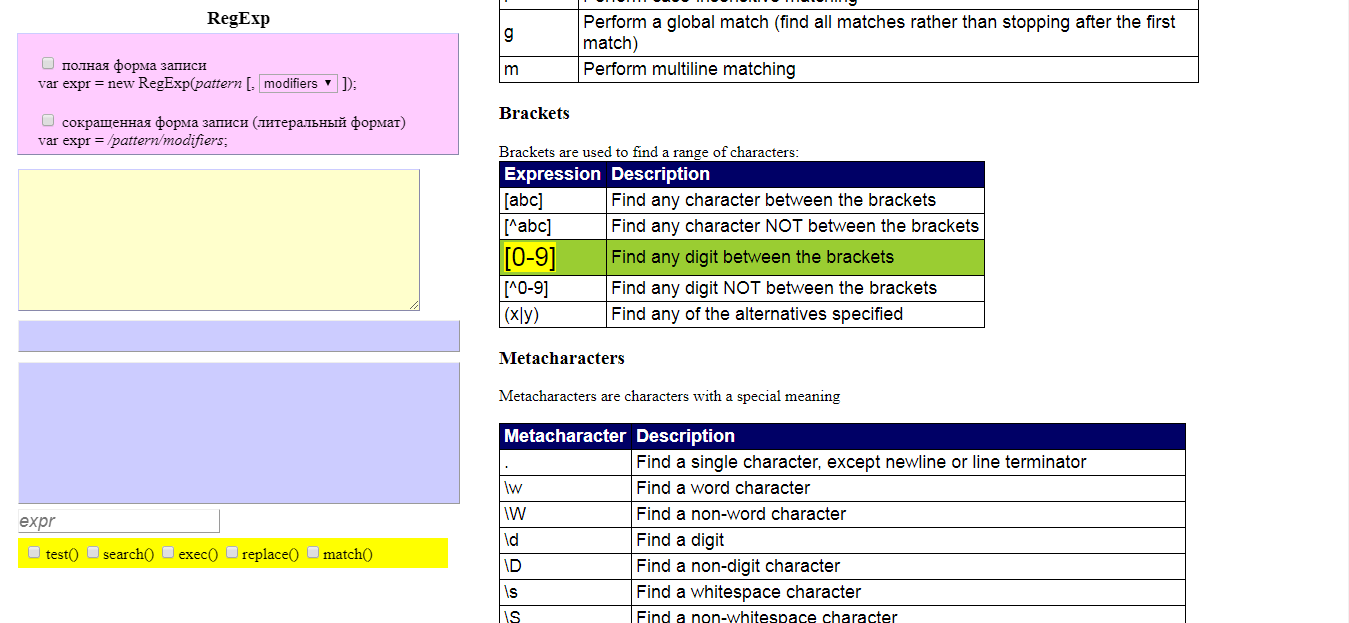 RegExp
полная форма записи
var expr = new RegExp(pattern [, modifiers ▼ ]);
сокращенная форма записи (литеральный формат)
var expr = /pattern/modifiers;
expr
test() search() exec() replace() match()
g Perform a global match (find all matches rather than stopping after the first
match)
m Perform multiline matching
Brackets
Brackets are used to find a range of characters:
Expression Description
[abc] Find any character between the brackets
[^abc] Find any character NOT between the brackets
[0-9] Find any digit between the brackets
[^0-9] Find any digit NOT between the brackets
(x|y) Find any of the alternatives specified
Metacharacters
Metacharacters are characters with a special meaning
Metacharacter Description
. Find a single character, except newline or line terminator
\w Find a word character
\W Find a non-word character
\d Find a digit
\D Find a non-digit character
\s Find a whitespace character
\S Find a non-whitespace character